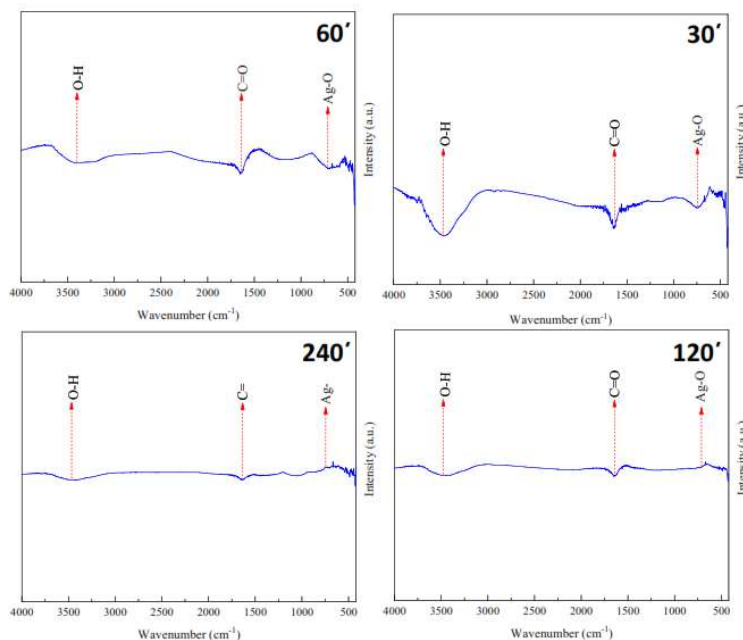 60′
O-H
C=O
Ag-O
Intensity (a.u.)
4000 3500 3000 2500 2000 1500 1000 500
Wavenumber (cm-1)
30′
O-H
C=O
Ag-O
Intensity (a.u.)
4000 3500 3000 2500 2000 1500 1000 500
Wavenumber (cm-1)
240′
O-H
C=
Ag-
Intensity (a.u.)
4000 3500 3000 2500 2000 1500 1000 500
Wavenumber (cm-1)
120′
O-H
C=O
Ag-O
Intensity (a.u.)
4000 3500 3000 2500 2000 1500 1000 500
Wavenumber (cm-1)